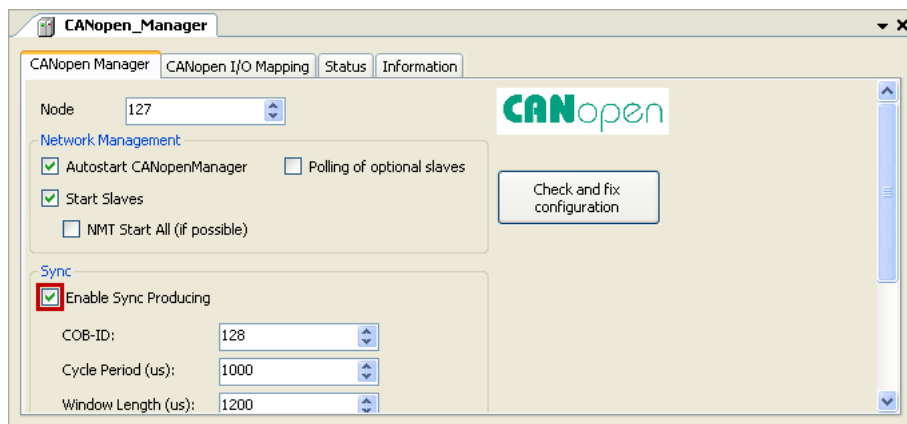 CANopen_Manager
CANopen Manager CANopen I/O Mapping Status Information
Node 127
CANopen
Network Management
Autostart CANopenManager Polling of optional slaves
Start Slaves
Check and fix
configuration
NMT Start All (if possible)
Sync
Enable Sync Producing
COB-ID: 128
Cycle Period (us): 1000
Window Length (us): 1200